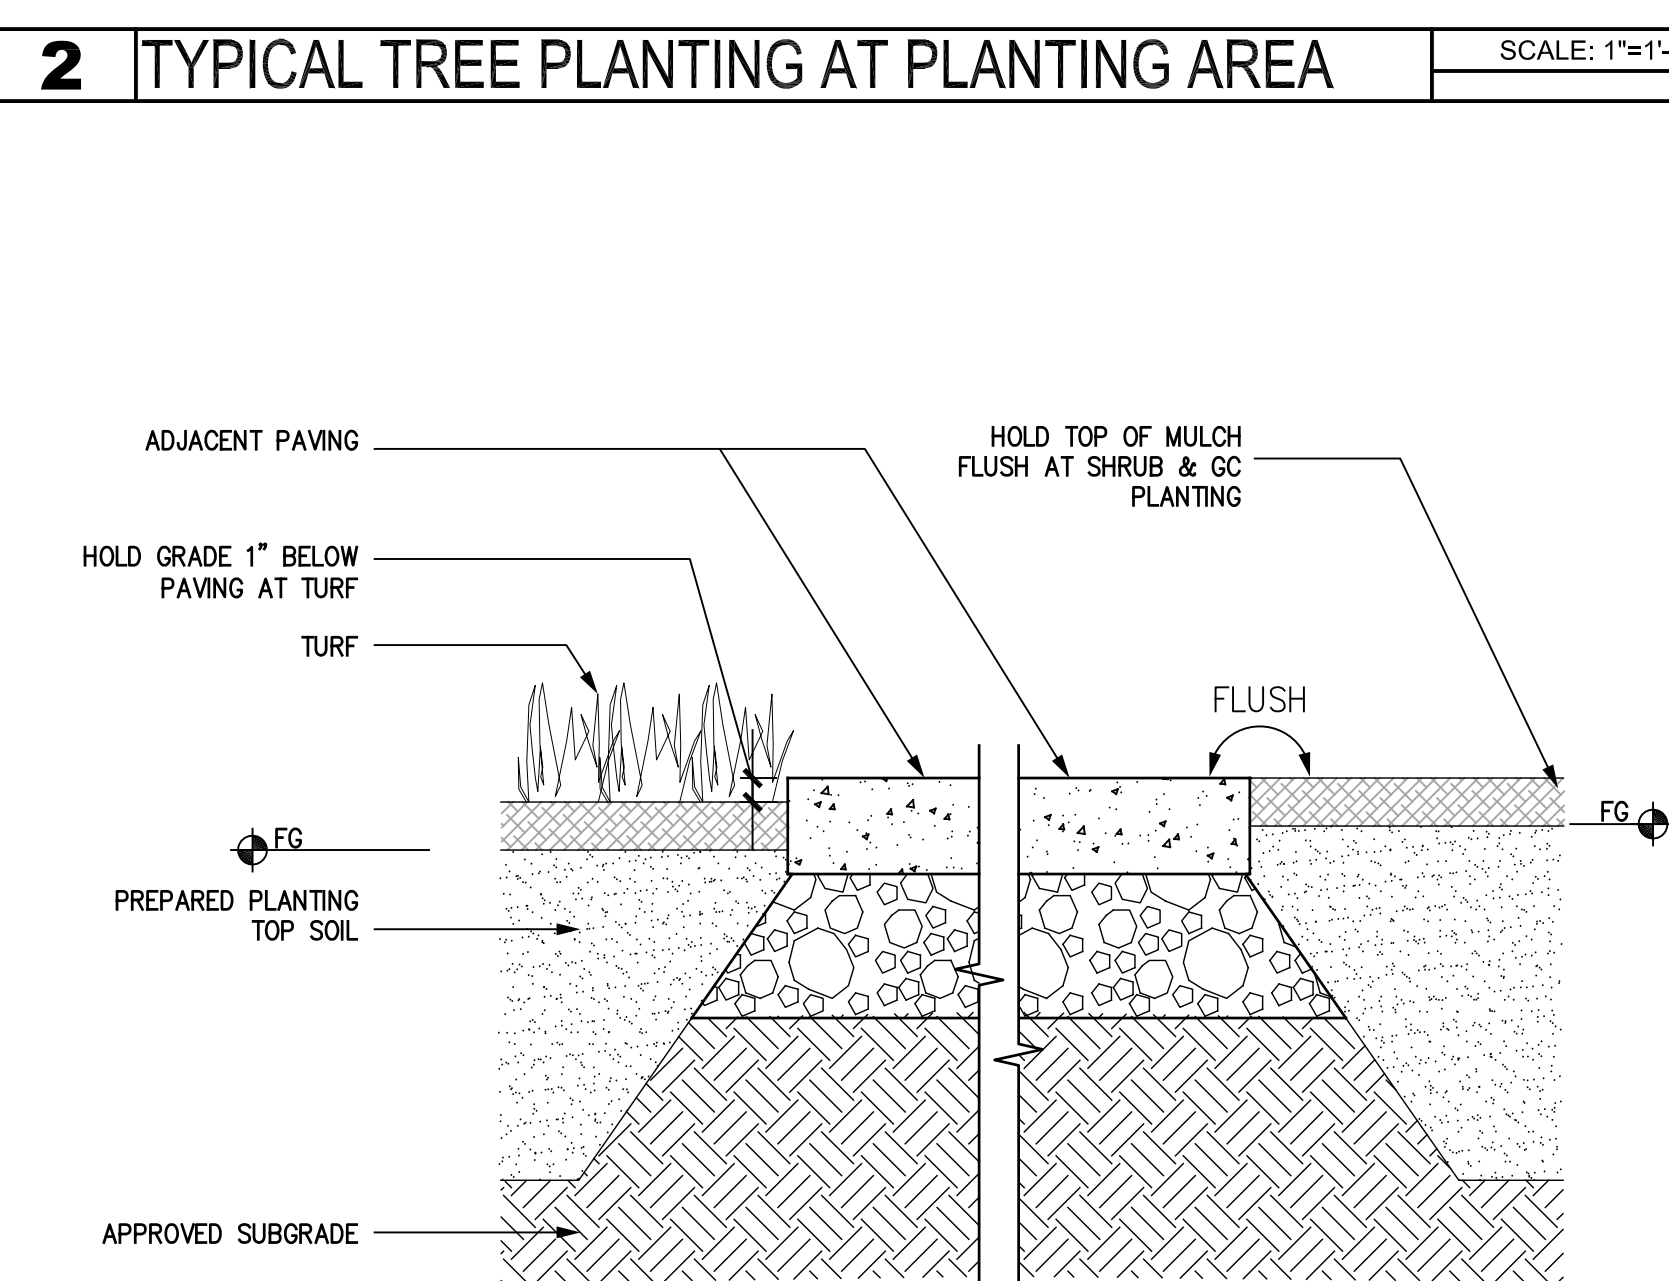 2
TYPICAL TREE PLANTING AT PLANTING AREA
SCALE: 1"=1'-
ADJACENT PAVING
HOLD TOP OF MULCH
FLUSH AT SHRUB & GC
PLANTING
HOLD GRADE 1" BELOW
PAVING AT TURF
TURF
FLUSH
FG
FG
PREPARED PLANTING
TOP SOIL
APPROVED SUBGRADE